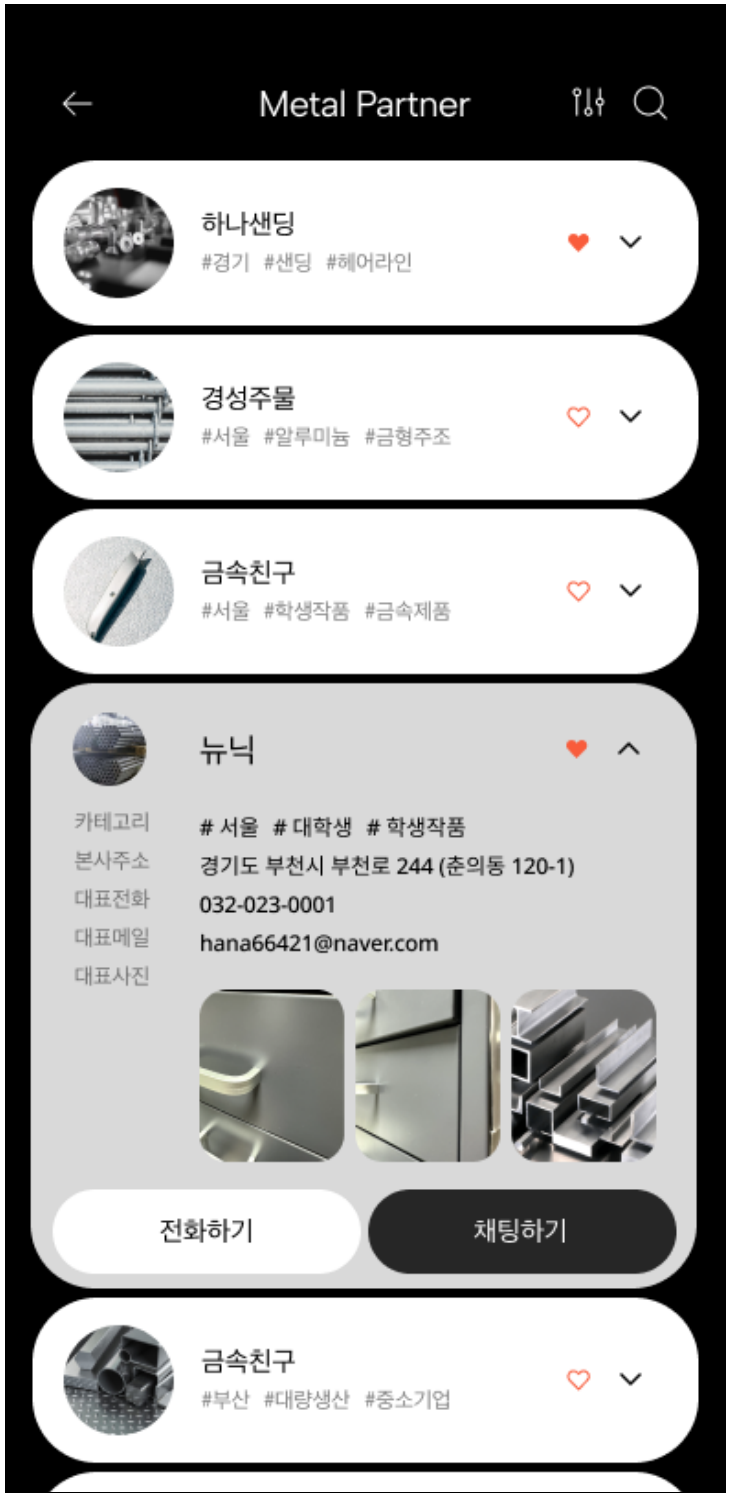 Metal Partner
하나샌딩
#경기 #샌딩 #헤어라인
경성주물
#서울 #알루미늄 #금형주조
금속친구
#서울 #학생작품 #금속제품
뉴닉
카테고리 # 서울 # 대학생 # 학생작품
본사주소 경기도 부천시 부천로 244 (춘의동 120-1)
대표전화 032-023-0001
대표메일 hana66421@naver.com
대표사진
전화하기 채팅하기
금속친구
#부산 #대량생산 #중소기업